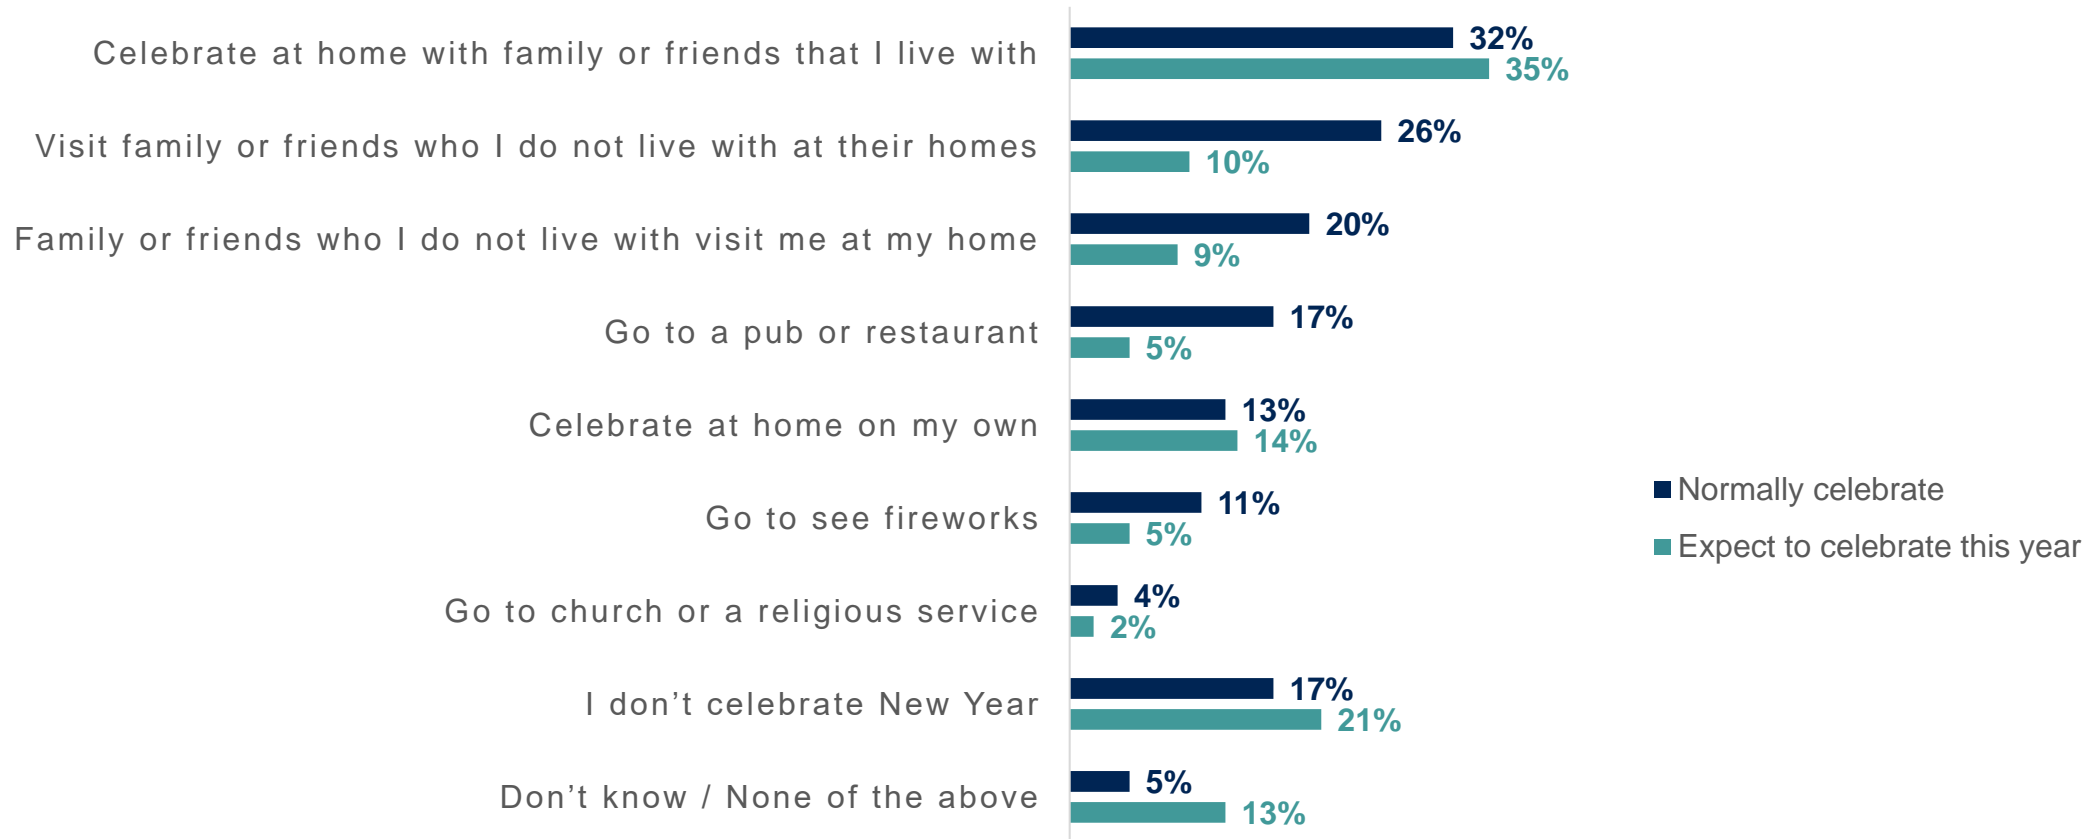 Celebrate at home with family or friends that I live with
32%
35%
Visit family or friends who I do not live with at their homes
26%
10%
Family or friends who I do not live with visit me at my home
20%
9%
Go to a pub or restaurant
17%
5%
Celebrate at home on my own
13%
14%
Go to see fireworks
11%
5%
Go to church or a religious service
4%
2%
I don’t celebrate New Year
17%
21%
Don’t know / None of the above
5%
13%
Normally celebrate
Expect to celebrate this year